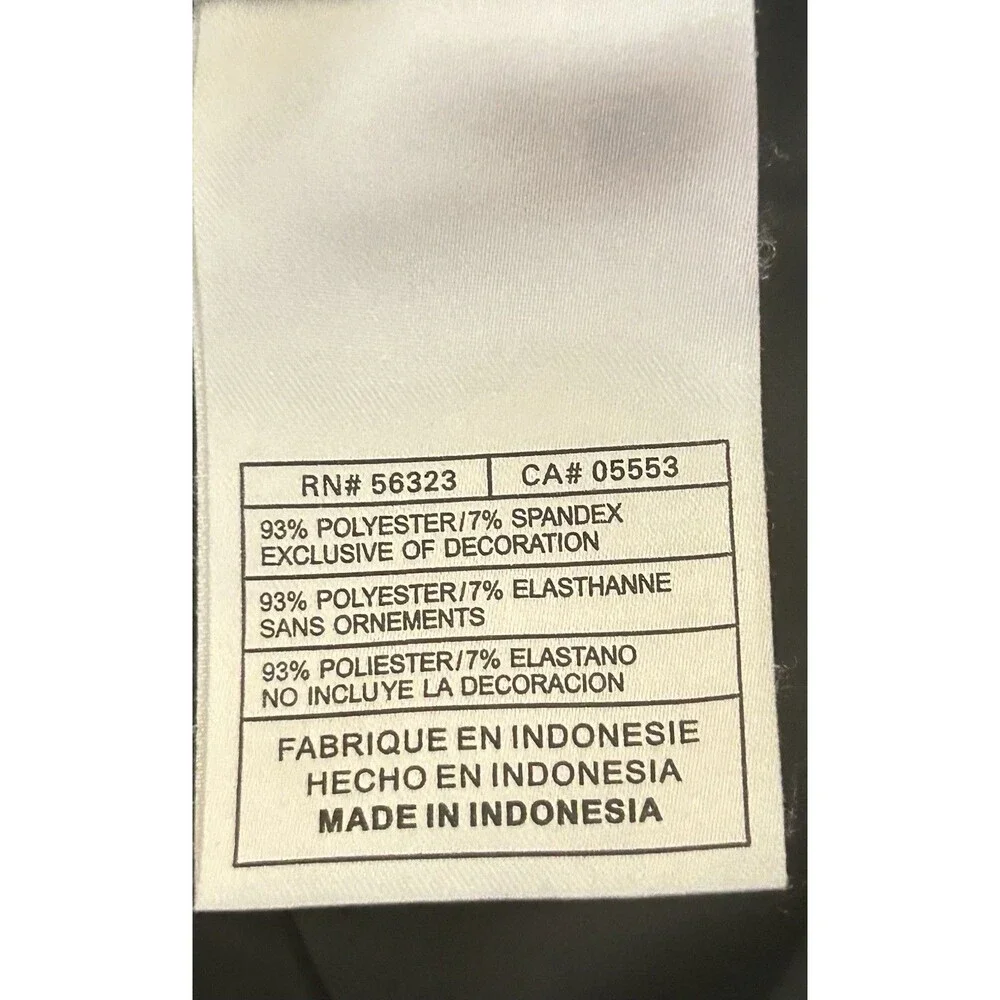 RN# 56323 CA# 05553
93% POLYESTER/7% SPANDEX
EXCLUSIVE OF DECORATION
93% POLYESTER/7% ELASTHANNE
SANS ORNEMENTS
93% POLIESTER/7% ELASTANO
NO INCLUYE LA DECORACION
FABRIQUE EN INDONESIE
HECHO EN INDONESIA
MADE IN INDONESIA